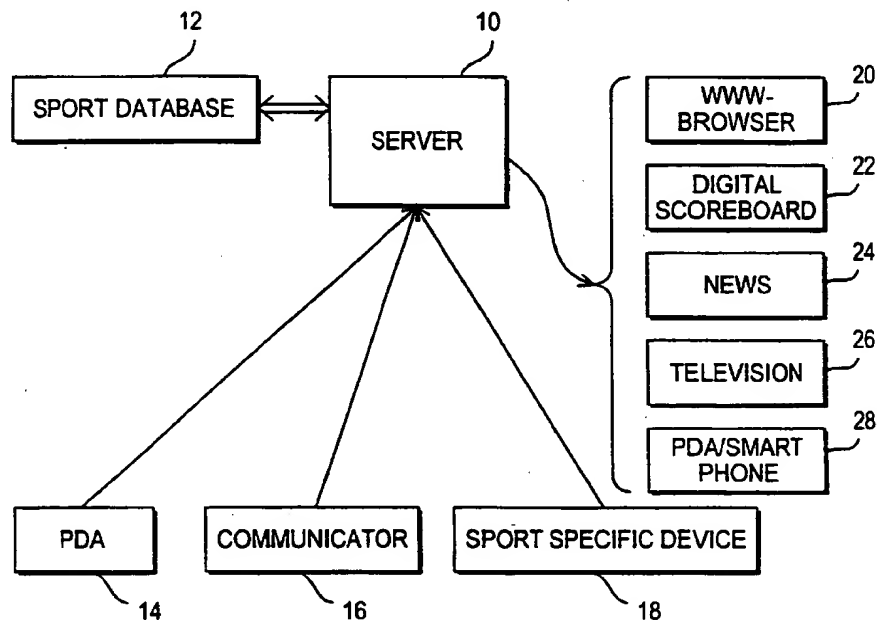 12
10
SPORT DATABASE
SERVER
20
WWW-
BROWSER
22
DIGITAL
SCOREBOARD
24
NEWS
26
TELEVISION
28
PDA/SMART
PHONE
PDA
COMMUNICATOR
SPORT SPECIFIC DEVICE
14
16
18